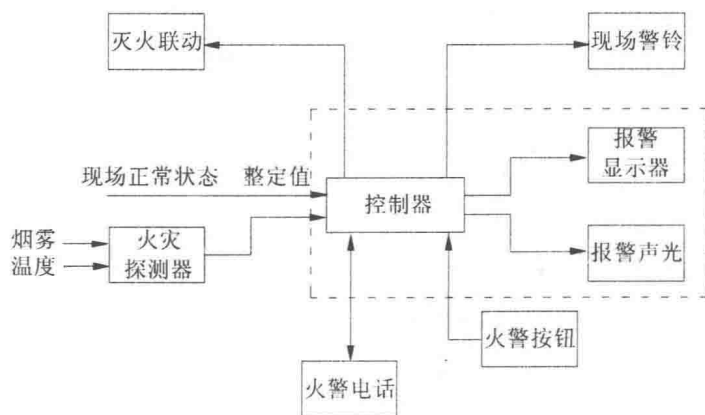 灭火联动
现场警铃
报警
显示器
现场正常状态 整定值
控制器
烟雾
温度
火灾
探测器
报警声光
火警按钮
火警电话